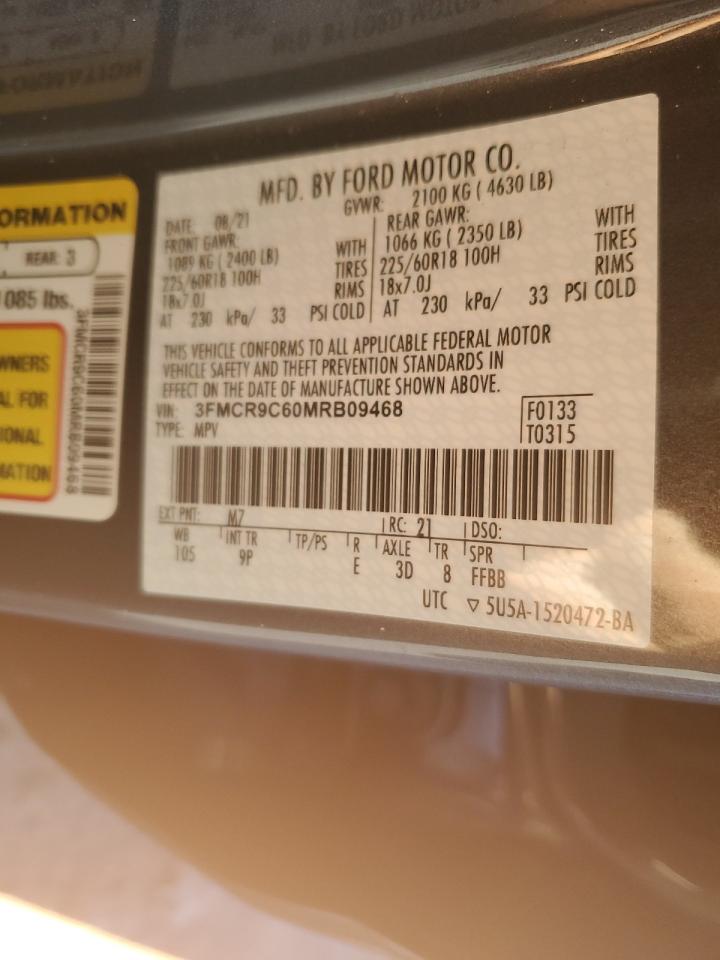 MFD. BY FORD MOTOR CO.
DATE: 08/21 GVWR: 2100 KG ( 4630 LB)
FRONT GAWR:
1089 KG ( 2400 LB) WITH
225/60R18 100H TIRES
18x7.0J RIMS
AT 230 kPa/ 33 PSI COLD
REAR GAWR:
1066 KG ( 2350 LB) WITH
225/60R18 100H TIRES
18x7.0J RIMS
AT 230 kPa/ 33 PSI COLD
THIS VEHICLE CONFORMS TO ALL APPLICABLE FEDERAL MOTOR
VEHICLE SAFETY AND THEFT PREVENTION STANDARDS IN
EFFECT ON THE DATE OF MANUFACTURE SHOWN ABOVE.
VIN: 3FMCR9C60MRB09468
TYPE: MPV
F0133
T0315
EXT PNT: M7 RC: 21 DSO:
WB INT TR TP/PS R AXLE TR SPR
105 9P E 3D 8 FFBB
UTC ▽ 5U5A-1520472-BA
ORMATION
REAR: 3
1085 lbs.
WNERS
AL FOR
IONAL
MATION
3FMCR9C60MRB09468